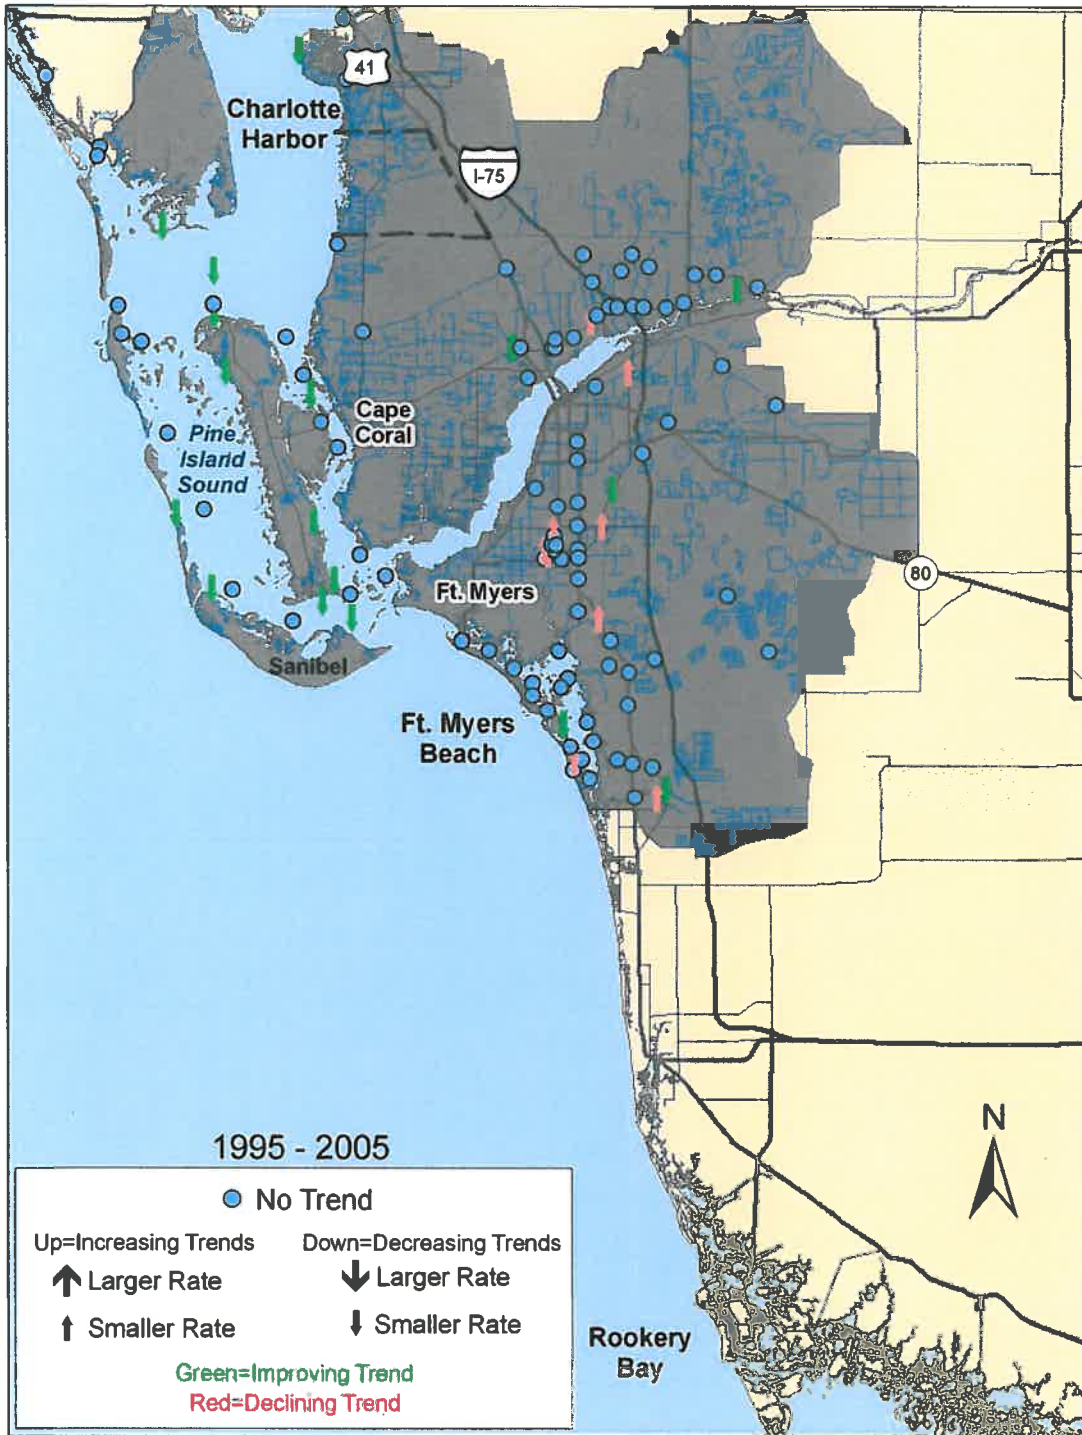 41
Charlotte
Harbor
I-75
Cape
Coral
Pine
Island
Sound
80
Ft. Myers
Sanibel
Ft. Myers
Beach
N
1995 - 2005
No Trend
Up=Increasing Trends
Down=Decreasing Trends
Larger Rate
Larger Rate
Smaller Rate
Smaller Rate
Green=Improving Trend
Red=Declining Trend
Rookery
Bay